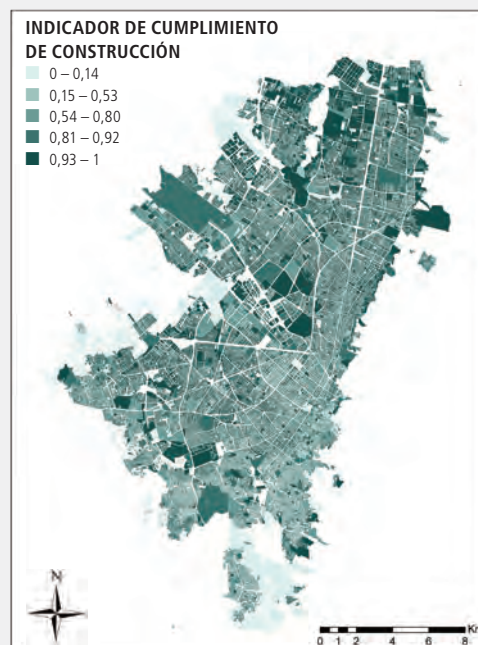 INDICADOR DE CUMPLIMIENTO
DE CONSTRUCCIÓN
0 – 0,14
0,15 – 0,53
0,54 – 0,80
0,81 – 0,92
0,93 – 1
N
Km
0 1 2 4 6 8